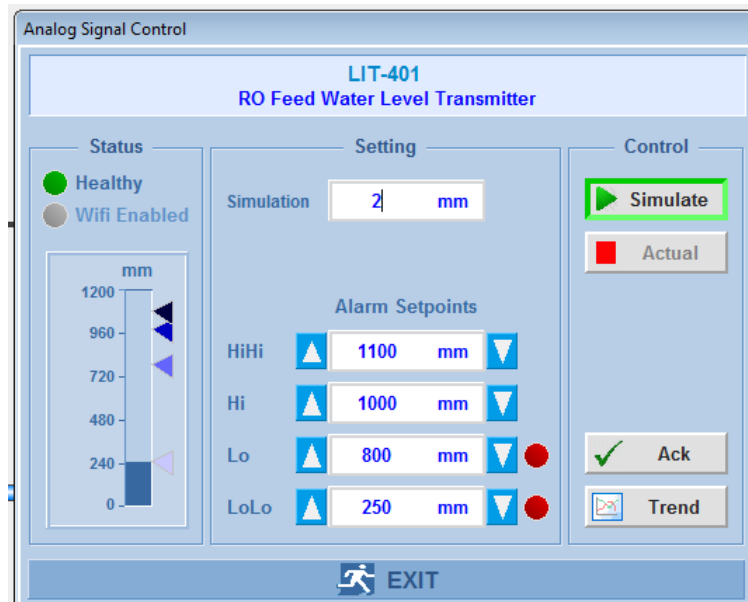 Analog Signal Control
LIT-401
RO Feed Water Level Transmitter
Status
Healthy
Wifi Enabled
mm
1200
960
720
480
240
0
Setting
Simulation 2 mm
Alarm Setpoints
HiHi 1100 mm
Hi 1000 mm
Lo 800 mm
LoLo 250 mm
Control
Simulate
Actual
Ack
Trend
EXIT